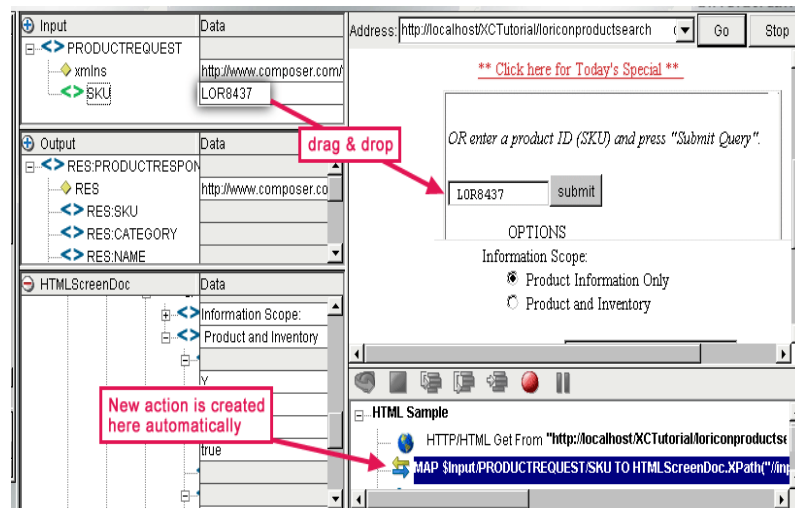 Input Data
PRODUCTREQUEST
xmlns http://www.composer.com/
SKU LOR8437
Output Data
RES:PRODUCTRESPON
RES http://www.composer.co
RES:SKU
RES:CATEGORY
RES:NAME
HTMLScreenDoc Data
Information Scope:
Product and Inventory
Y
true
drag & drop
New action is created
here automatically
Address: http://localhost/XCTutorial/loriconproductsearch Go Stop
** Click here for Today's Special **
OR enter a product ID (SKU) and press "Submit Query".
LOR8437 submit
OPTIONS
Information Scope:
Product Information Only
Product and Inventory
HTML Sample
HTTP/HTML Get From "http://localhost/XCTutorial/loriconproductse
MAP $Input/PRODUCTREQUEST/SKU TO HTMLScreenDoc.XPath("//inp